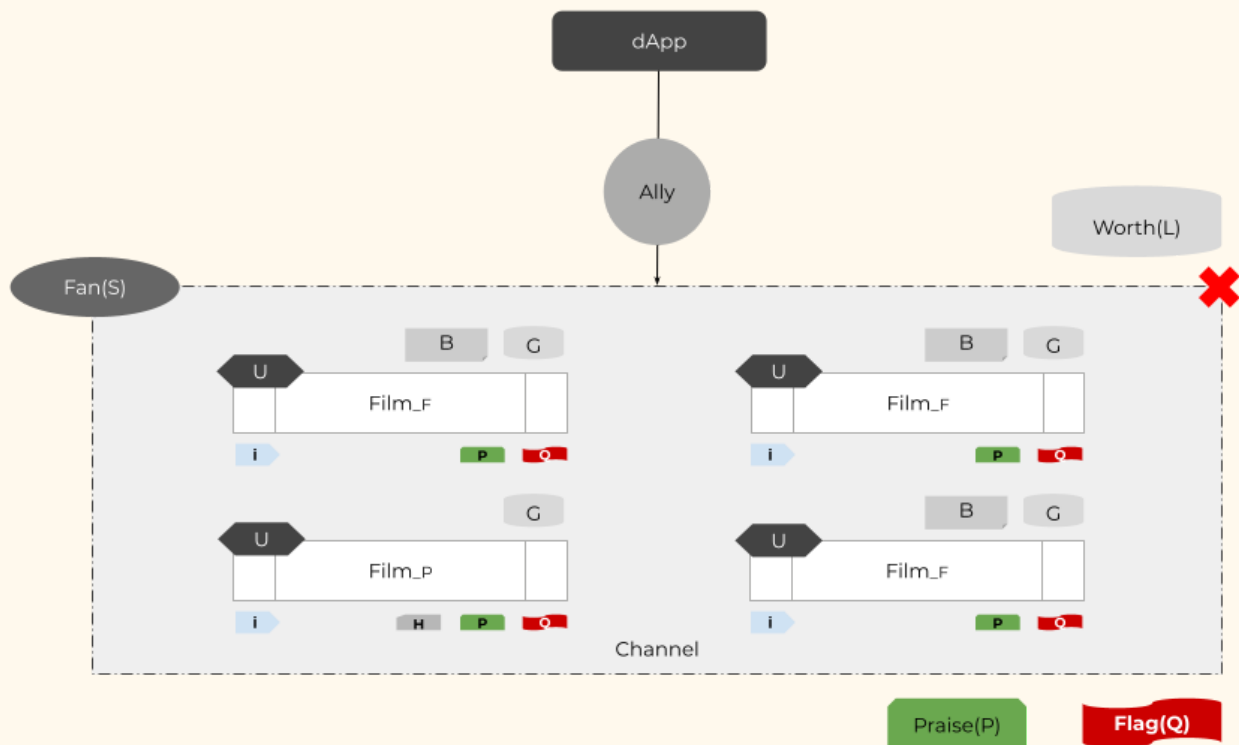 dApp
Ally
Worth(L)
Fan(S)
B G B G
U U
Film_F Film_F
i P Q i P Q
G B G
U U
Film_P Film_F
i H P Q i P Q
Channel
Praise(P) Flag(Q)